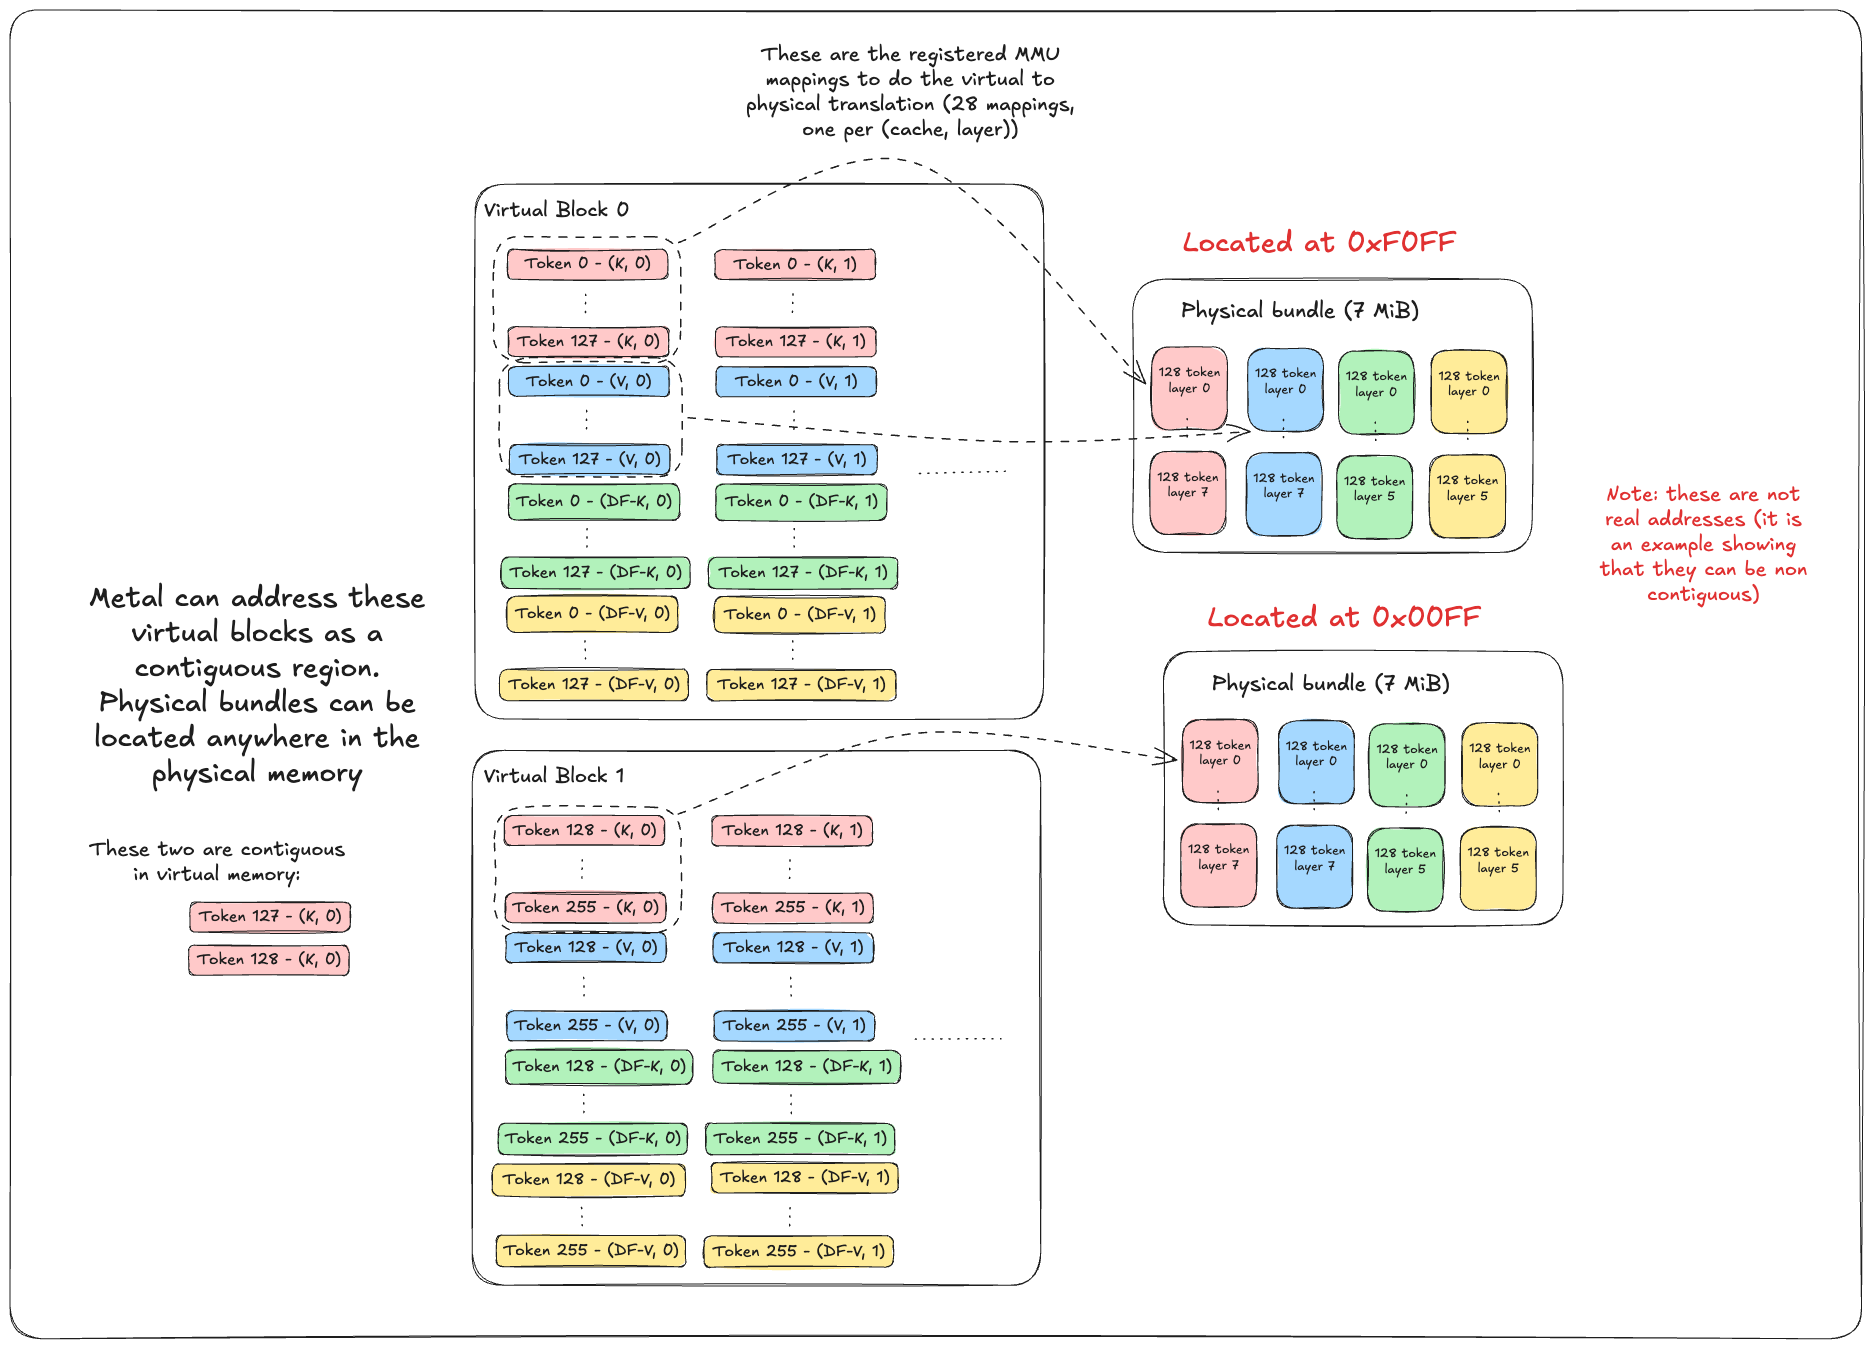 These are the registered MMU
mappings to do the virtual to
physical translation (28 mappings,
one per (cache, layer))
Virtual Block 0
Token 0 - (K, 0)
Token 0 - (K, 1)
Token 127 - (K, 0)
Token 127 - (K, 1)
Token 0 - (V, 0)
Token 0 - (V, 1)
Token 127 - (V, 0)
Token 127 - (V, 1)
Token 0 - (DF-K, 0)
Token 0 - (DF-K, 1)
Token 127 - (DF-K, 0)
Token 127 - (DF-K, 1)
Token 0 - (DF-V, 0)
Token 0 - (DF-V, 1)
Token 127 - (DF-V, 0)
Token 127 - (DF-V, 1)
Located at 0xF0FF
Physical bundle (7 MiB)
128 token
layer 0
128 token
layer 0
128 token
layer 0
128 token
layer 0
128 token
layer 7
128 token
layer 7
128 token
layer 5
128 token
layer 5
Note: these are not
real addresses (it is
an example showing
that they can be non
contiguous)
Metal can address these
virtual blocks as a
contiguous region.
Physical bundles can be
located anywhere in the
physical memory
These two are contiguous
in virtual memory:
Token 127 - (K, 0)
Token 128 - (K, 0)
Virtual Block 1
Token 128 - (K, 0)
Token 128 - (K, 1)
Token 255 - (K, 0)
Token 255 - (K, 1)
Token 128 - (V, 0)
Token 128 - (V, 1)
Token 255 - (V, 0)
Token 255 - (V, 1)
Token 128 - (DF-K, 0)
Token 128 - (DF-K, 1)
Token 255 - (DF-K, 0)
Token 255 - (DF-K, 1)
Token 128 - (DF-V, 0)
Token 128 - (DF-V, 1)
Token 255 - (DF-V, 0)
Token 255 - (DF-V, 1)
Located at 0x00FF
Physical bundle (7 MiB)
128 token
layer 0
128 token
layer 0
128 token
layer 0
128 token
layer 0
128 token
layer 7
128 token
layer 7
128 token
layer 5
128 token
layer 5